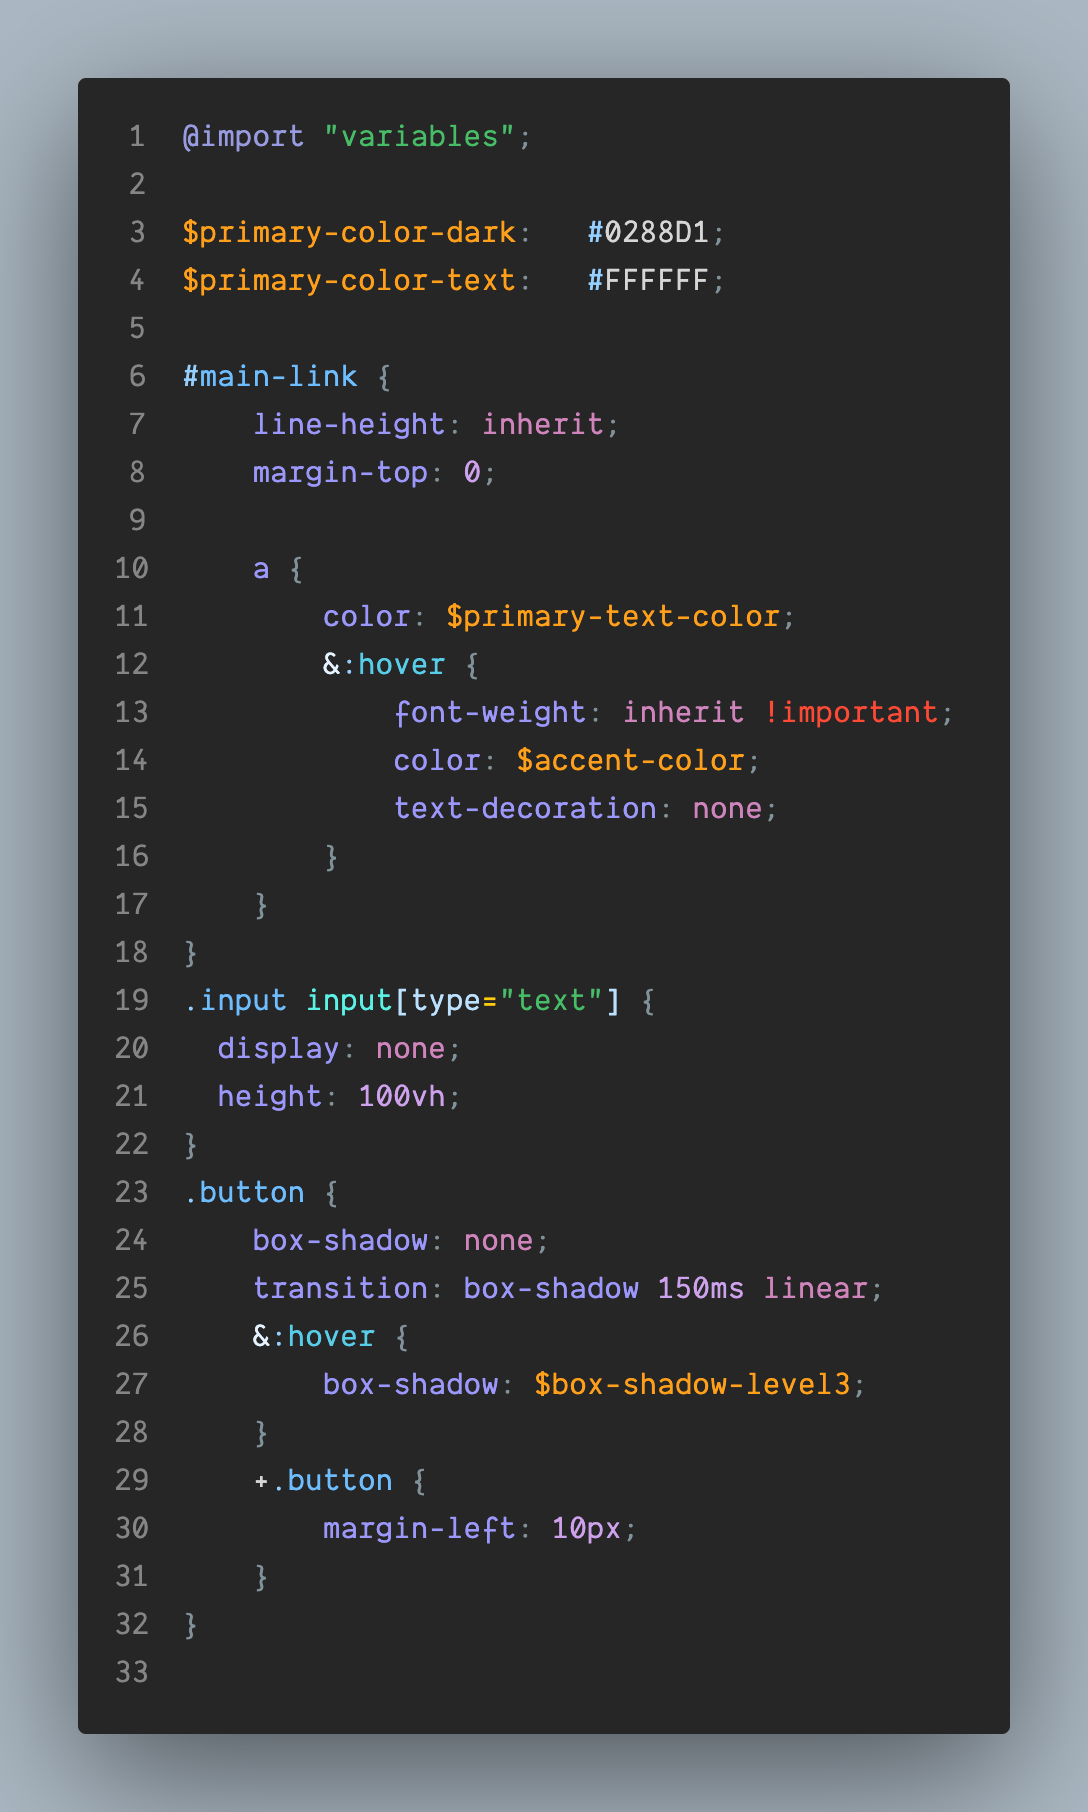 1 @import "variables";
2
3 $primary-color-dark:   #0288D1;
4 $primary-color-text:   #FFFFFF;
5
6 #main-link {
7     line-height: inherit;
8     margin-top: 0;
9
10     a {
11         color: $primary-text-color;
12         &:hover {
13             font-weight: inherit !important;
14             color: $accent-color;
15             text-decoration: none;
16         }
17     }
18 }
19 .input input[type="text"] {
20   display: none;
21   height: 100vh;
22 }
23 .button {
24     box-shadow: none;
25     transition: box-shadow 150ms linear;
26     &:hover {
27         box-shadow: $box-shadow-level3;
28     }
29     +.button {
30         margin-left: 10px;
31     }
32 }
33